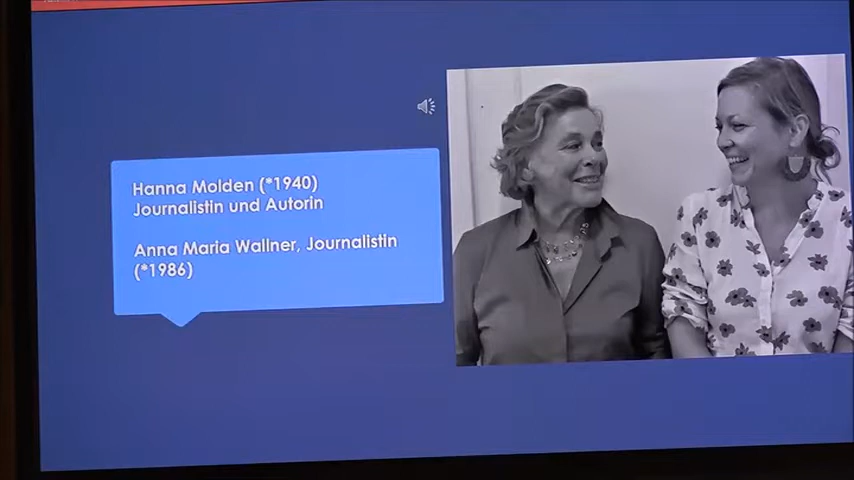 Hanna Molden (*1940)
Journalistin und Autorin
Anna Maria Wallner, Journalistin
(*1986)